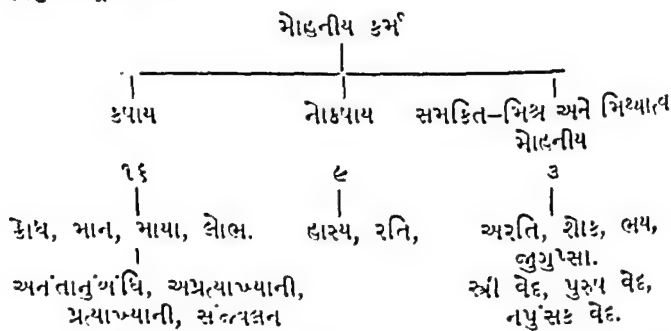 મોહનીય કર્મ
કષાય નોકષાય સમકિત–મિશ્ર અને મિથ્યાત્વ
મોહનીય
૧૬ ૯ ૩
ક્રોધ, માન, માયા, લોભ. હાસ્ય, રતિ, અરતિ, શોક, ભય,
જુગુપ્સા.
અનંતાનુંબંધિ, અપ્રત્યાખ્યાની, સ્ત્રી વેદ, પુરુષ વેદ,
પ્રત્યાખ્યાની, સંજ્વલન નપુંસક વેદ.